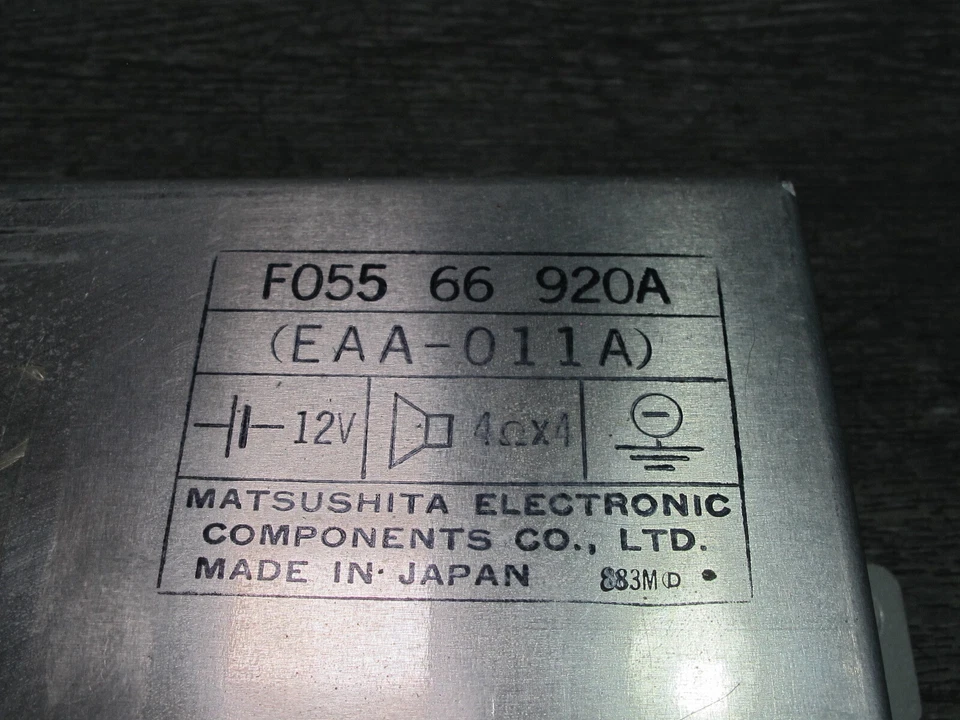 F055 66 920A
(EAA-011A)
12V 4ΩX4
MATSUSHITA ELECTRONIC
COMPONENTS CO., LTD.
MADE IN JAPAN